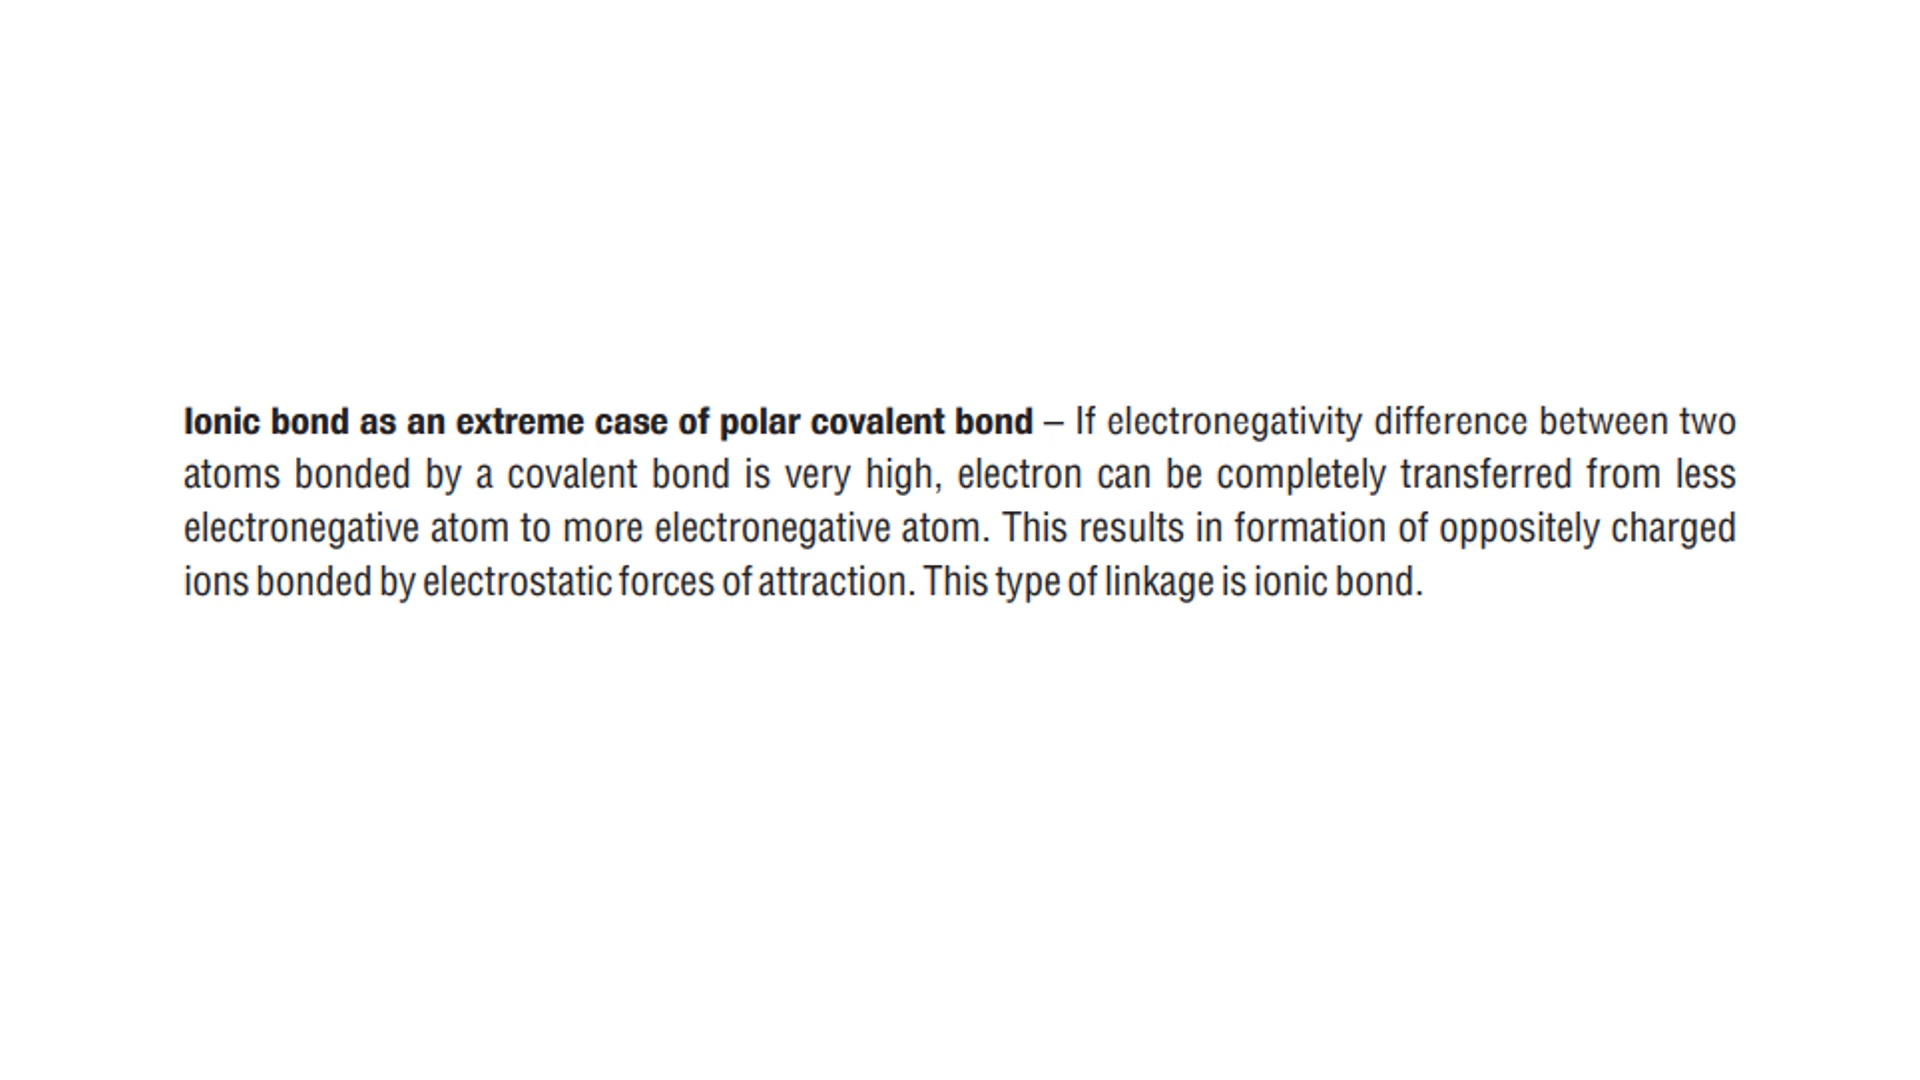 Ionic bond as an extreme case of polar covalent bond – If electronegativity difference between two
atoms bonded by a covalent bond is very high, electron can be completely transferred from less
electronegative atom to more electronegative atom. This results in formation of oppositely charged
ions bonded by electrostatic forces of attraction. This type of linkage is ionic bond.